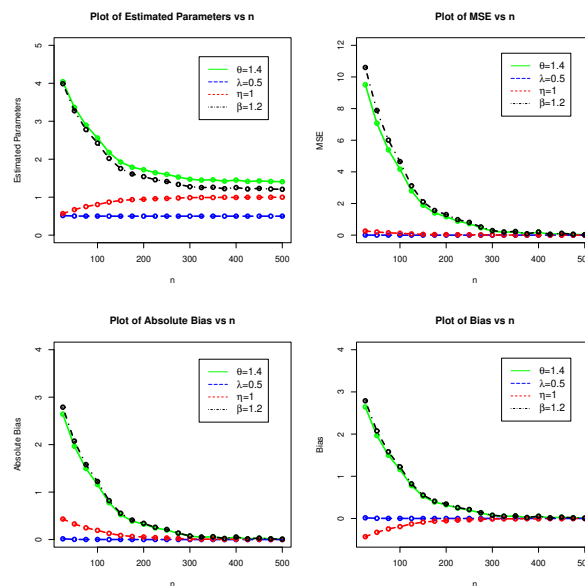 Plot of Estimated Parameters vs n
Estimated Parameters
5
4
3
2
1
0
θ=1.4
λ=0.5
η=1
β=1.2
100 200 300 400 500
n
Plot of MSE vs n
MSE
12
10
8
6
4
2
0
θ=1.4
λ=0.5
η=1
β=1.2
100 200 300 400 500
n
Plot of Absolute Bias vs n
Absolute Bias
4
3
2
1
0
θ=1.4
λ=0.5
η=1
β=1.2
100 200 300 400 500
n
Plot of Bias vs n
Bias
4
3
2
1
0
θ=1.4
λ=0.5
η=1
β=1.2
100 200 300 400 500
n